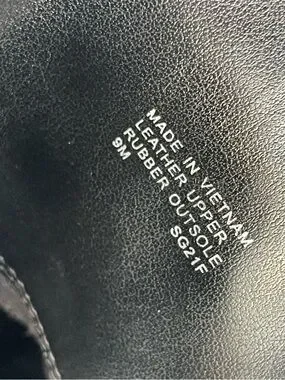 MADE IN VIETNAM
LEATHER UPPER
RUBBER OUTSOLE
9M SG21F